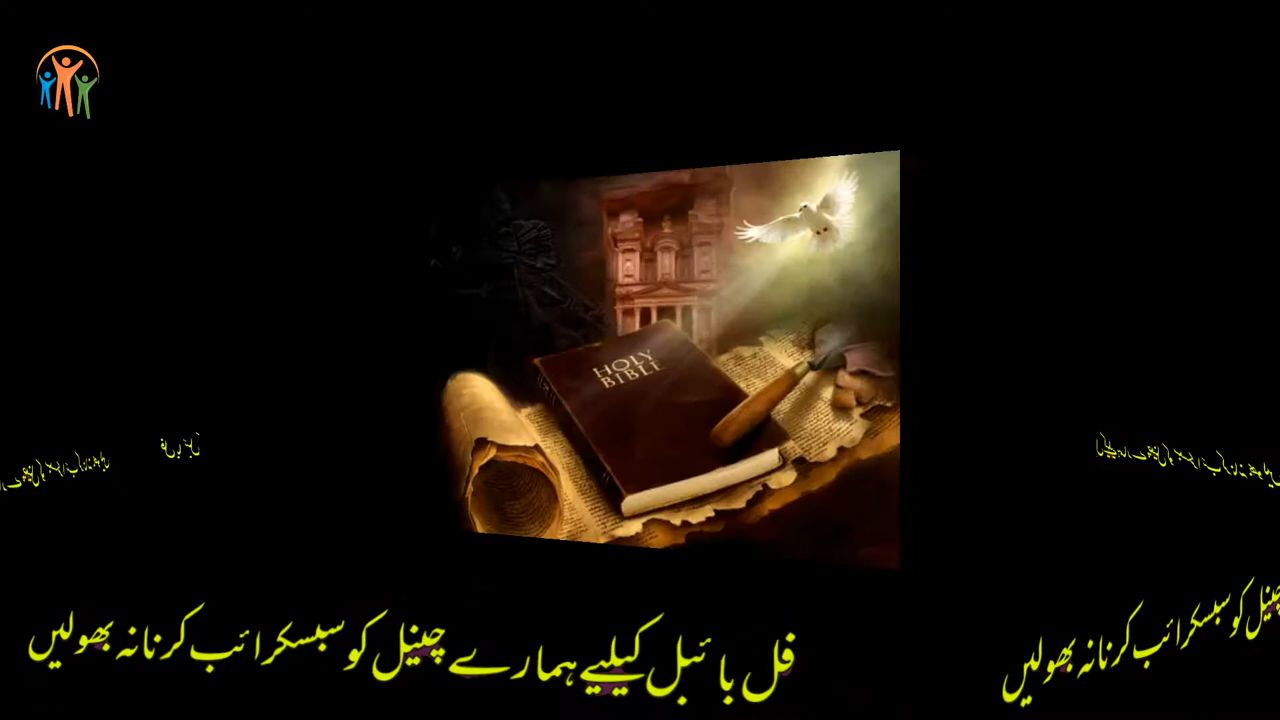 HOLY
BIBLE
فل بائبل کیلیے ہمارے چینل کو سبسکرائب کرنا نہ بھولیں
چینل کو سبسکرائب کرنا نہ بھولیں